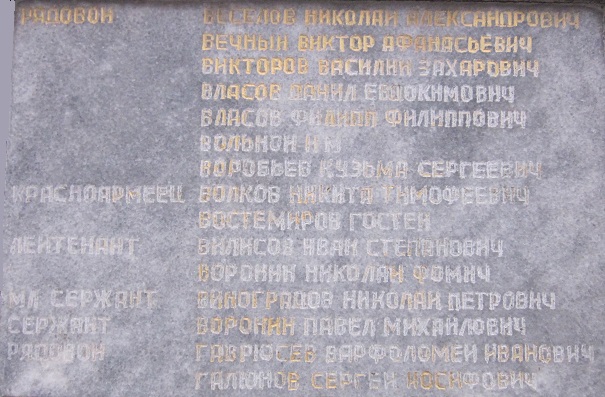 РЯДОВОЙ ВЕСЕЛОВ НИКОЛАЙ АЛЕКСАНДРОВИЧ
ВЕЧНЫЙ ВИКТОР АФАНАСЬЕВИЧ
ВИКТОРОВ ВАСИЛИЙ ЗАХАРОВИЧ
ВЛАСОВ ДАНИЛ ЕВДОКИМОВИЧ
ВЛАСОВ ФИЛИПП ФИЛИППОВИЧ
ВОЛЬНОЙ
ВОРОБЬЕВ КУЗЬМА СЕРГЕЕВИЧ
КРАСНОАРМЕЕЦ ВОЛКОВ НИКИТА ТИМОФЕЕВИЧ
ВОСТЕМИРОВ ГОСТЕН
ЛЕЙТЕНАНТ ВИЛИСОВ ИВАН СТЕПАНОВИЧ
ВОРОНИН НИКОЛАЙ ФОМИЧ
МЛ СЕРЖАНТ ВИНОГРАДОВ НИКОЛАЙ ПЕТРОВИЧ
СЕРЖАНТ ВОРОНИН ПАВЕЛ МИХАЙЛОВИЧ
РЯДОВОЙ ГАВРЮСЕВ ВАРФОЛОМЕЙ ИВАНОВИЧ
ГАЛЮНОВ СЕРГЕЙ ИОСИФОВИЧ